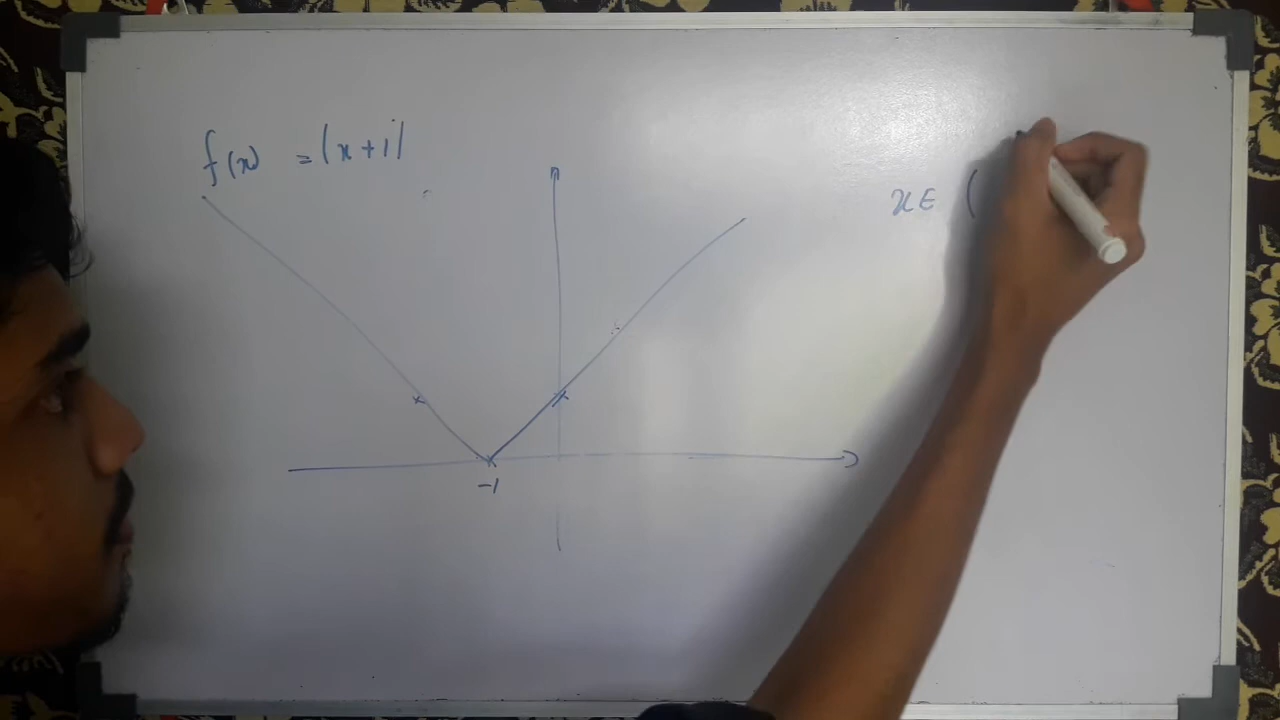 f(x) = |x+1|
x ∈ (
-1